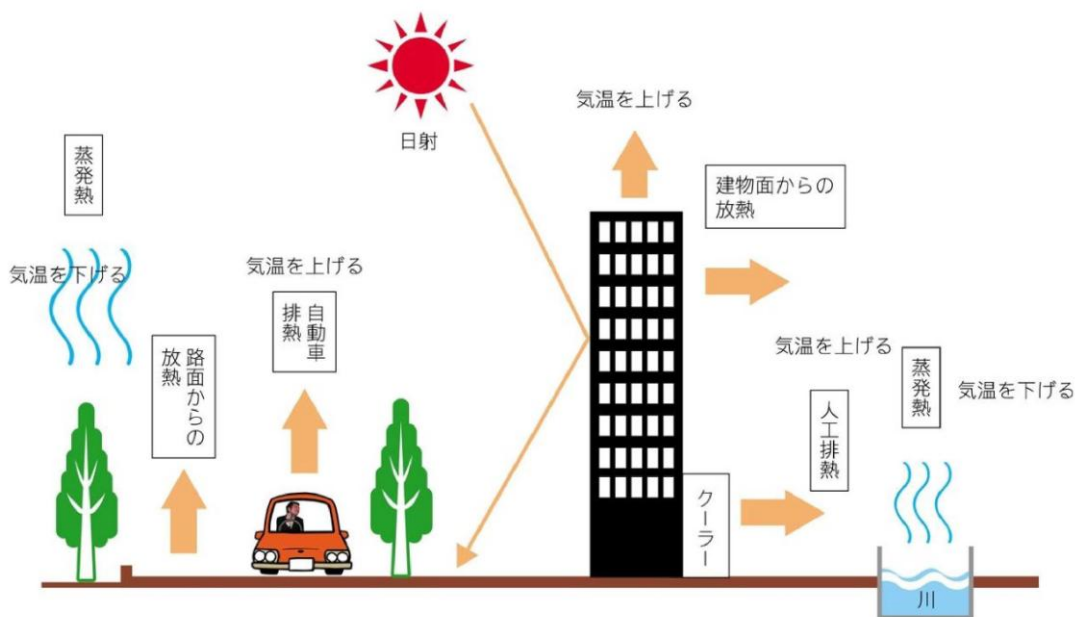 日射
気温を上げる
蒸発熱
建物面からの
放熱
気温を下げる
気温を上げる
自動車
排熱
路面からの
放熱
気温を上げる
蒸発熱
気温を下げる
人工排熱
クーラー
川